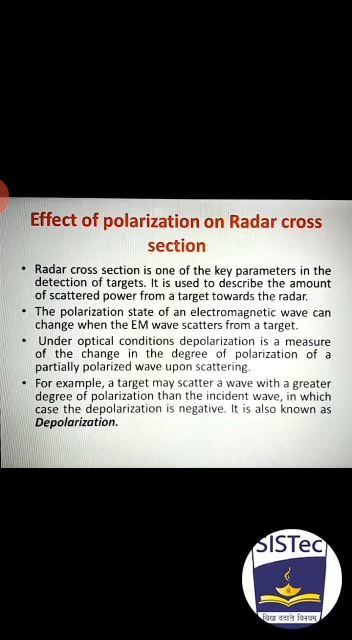 Effect of polarization on Radar cross
section
• Radar cross section is one of the key parameters in the
detection of targets. It is used to describe the amount
of scattered power from a target towards the radar.
• The polarization state of an electromagnetic wave can
change when the EM wave scatters from a target.
• Under optical conditions depolarization is a measure
of the change in the degree of polarization of a
partially polarized wave upon scattering.
• For example, a target may scatter a wave with a greater
degree of polarization than the incident wave, in which
case the depolarization is negative. It is also known as
Depolarization.
SISTec
विद्या ददाति विनयम्